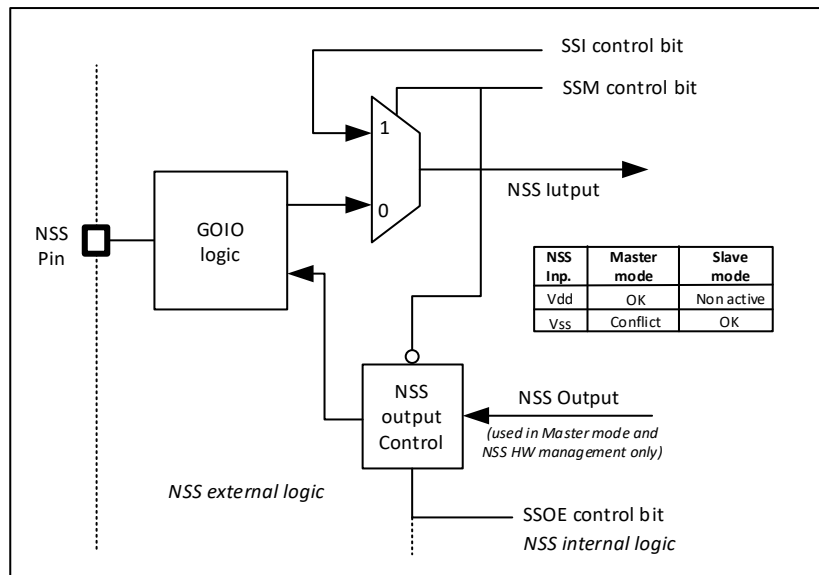 SSI control bit
SSM control bit
1
NSS Iutput
0
GOIO
logic
NSS
Pin
NSS Master Slave
Inp. mode mode
Vdd OK Non active
Vss Conflict OK
NSS
output
Control
NSS Output
(used in Master mode and
NSS HW management only)
NSS external logic
SSOE control bit
NSS internal logic